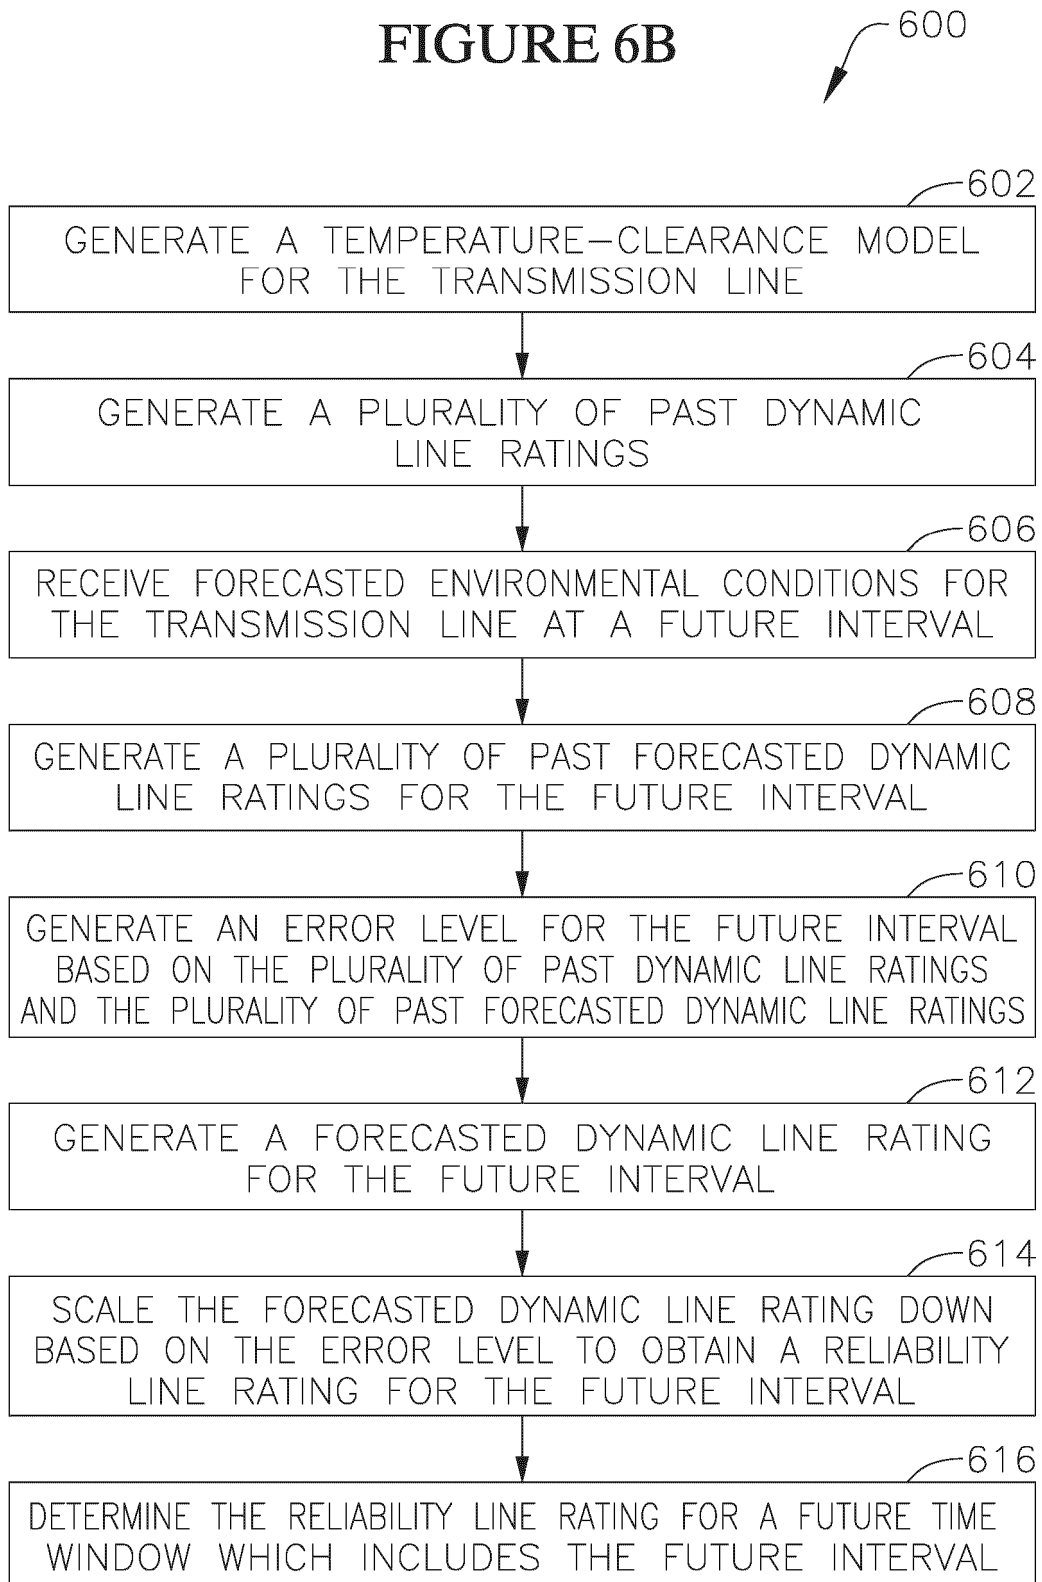 FIGURE 6B
600
602
GENERATE A TEMPERATURE-CLEARANCE MODEL
FOR THE TRANSMISSION LINE
604
GENERATE A PLURALITY OF PAST DYNAMIC
LINE RATINGS
606
RECEIVE FORECASTED ENVIRONMENTAL CONDITIONS FOR
THE TRANSMISSION LINE AT A FUTURE INTERVAL
608
GENERATE A PLURALITY OF PAST FORECASTED DYNAMIC
LINE RATINGS FOR THE FUTURE INTERVAL
610
GENERATE AN ERROR LEVEL FOR THE FUTURE INTERVAL
BASED ON THE PLURALITY OF PAST DYNAMIC LINE RATINGS
AND THE PLURALITY OF PAST FORECASTED DYNAMIC LINE RATINGS
612
GENERATE A FORECASTED DYNAMIC LINE RATING
FOR THE FUTURE INTERVAL
614
SCALE THE FORECASTED DYNAMIC LINE RATING DOWN
BASED ON THE ERROR LEVEL TO OBTAIN A RELIABILITY
LINE RATING FOR THE FUTURE INTERVAL
616
DETERMINE THE RELIABILITY LINE RATING FOR A FUTURE TIME
WINDOW WHICH INCLUDES THE FUTURE INTERVAL